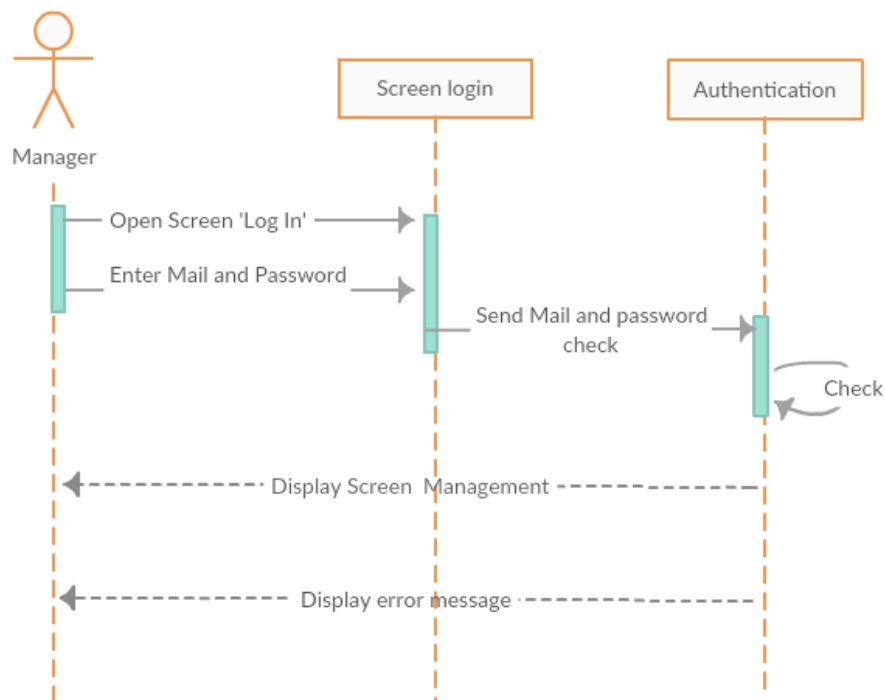 Screen login
Authentication
Manager
Open Screen 'Log In'
Enter Mail and Password
Send Mail and password
check
Check
Display Screen Management
Display error message